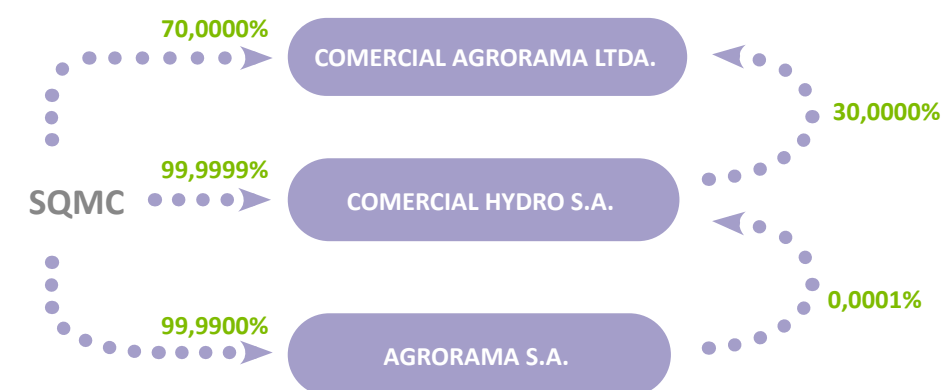 70,0000%
COMERCIAL AGRORAMA LTDA.
30,0000%
99,9999%
SQMC
COMERCIAL HYDRO S.A.
0,0001%
99,9900%
AGRORAMA S.A.